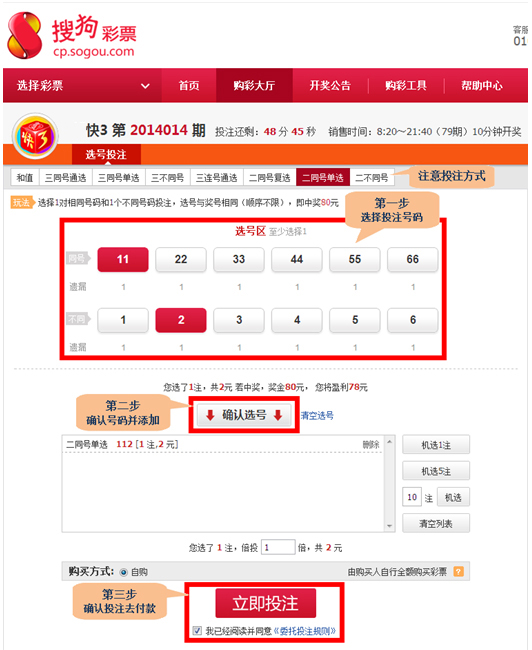 搜狗彩票
cp.sogou.com
客服
01
选择彩票 首页 购彩大厅 开奖公告 购彩工具 帮助中心
快3
快3 第 2014014 期 投注还剩：48 分 45 秒 销售时间：8:20～21:40（79期）10分钟开奖
选号投注
和值 三同号通选 三同号单选 三不同号 三连号通选 二同号复选 二同号单选 二不同号 注意投注方式
玩法 选择1对相同号码和1个不同号码投注，选号与奖号相同（顺序不限），即中奖80元
第一步
选择投注号码
选号区 至少选择1
同号 11 22 33 44 55 66
遗漏 1 1 1 1 1 1
不同 1 2 3 4 5 6
遗漏 1 1 1 1 1 1
您选了1注，共2元 若中奖，奖金80元， 您将盈利78元
第二步
确认号码并添加
确认选号 清空选号
二同号单选 112 [1 注,2 元] 删除
机选1注
机选5注
10 注 机选
清空列表
您选了 1 注，倍投 1 倍，共 2 元
购买方式： 自购 由购买人自行全额购买彩票 ?
第三步
确认投注去付款
立即投注
我已经阅读并同意《委托投注规则》